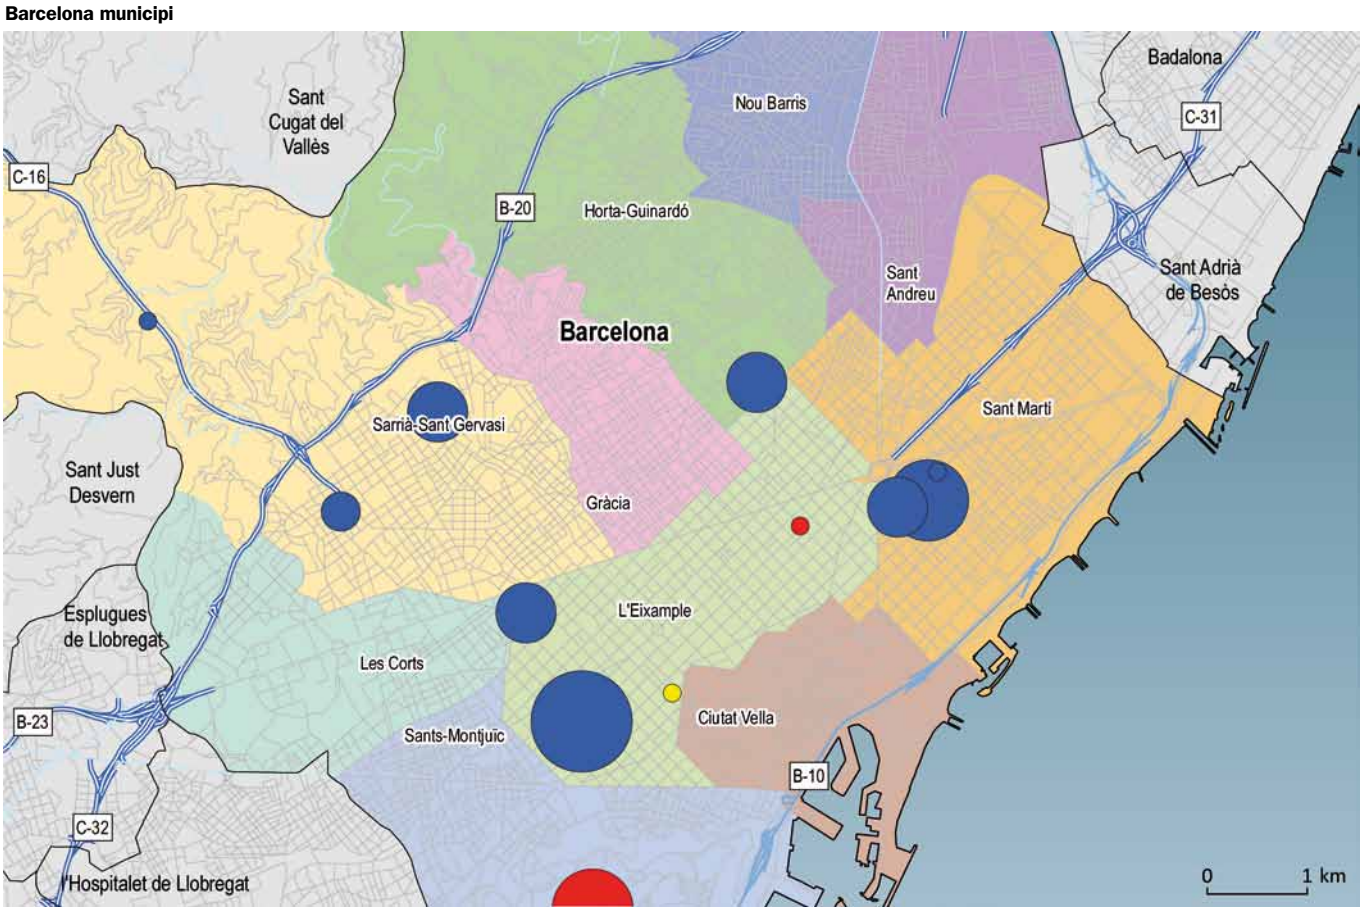 Barcelona municipi
Badalona
Sant
Cugat del
Vallès
Nou Barris
C-31
C-16
B-20
Horta-Guinardó
Sant
Andreu
Sant Adrià
de Besòs
Barcelona
Sant Martí
Sarrià-Sant Gervasi
Sant Just
Desvern
Gràcia
Esplugues
de Llobregat
L'Eixample
Les Corts
B-23
Sants-Montjuïc
Ciutat Vella
B-10
C-32
l'Hospitalet de Llobregat
0 1 km